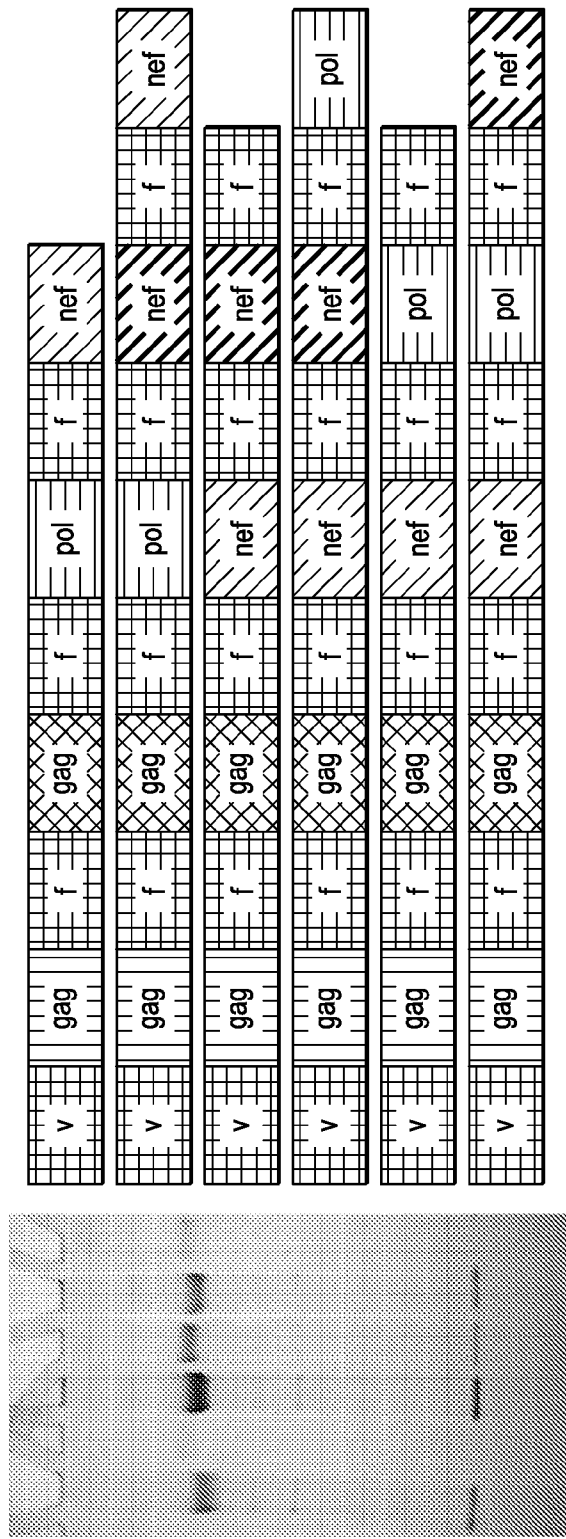 v gag f gag f pol f nef
v gag f gag f pol f nef f nef
v gag f gag f nef f nef f
v gag f gag f nef f nef f pol
v gag f gag f nef f pol f
v gag f gag f nef f pol f nef